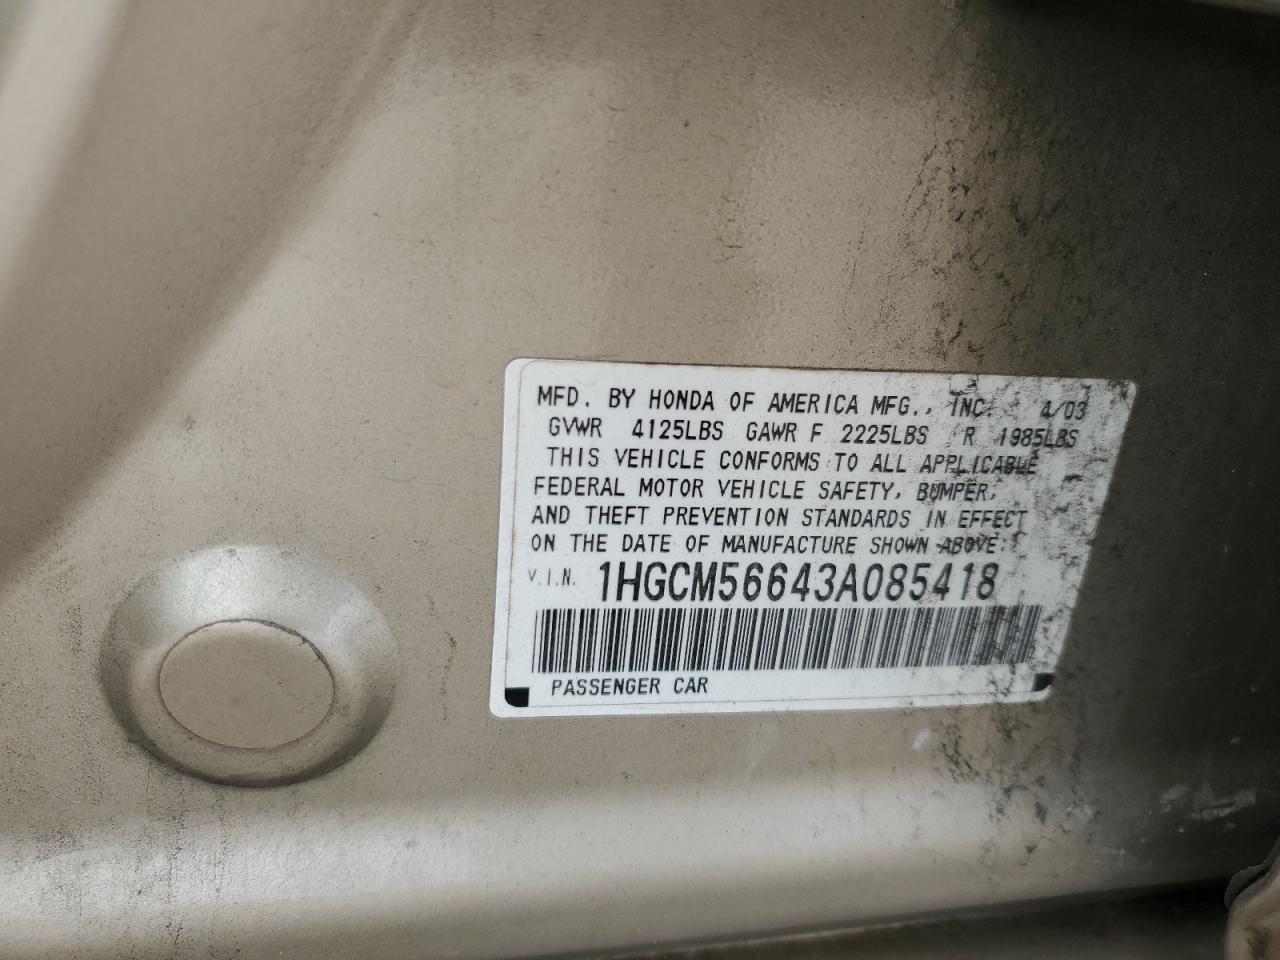 MFD. BY HONDA OF AMERICA MFG., INC. 4/03
GVWR 4125LBS GAWR F 2225LBS R 1985LBS
THIS VEHICLE CONFORMS TO ALL APPLICABLE
FEDERAL MOTOR VEHICLE SAFETY, BUMPER,
AND THEFT PREVENTION STANDARDS IN EFFECT
ON THE DATE OF MANUFACTURE SHOWN ABOVE:
V.I.N. 1HGCM56643A085418
PASSENGER CAR